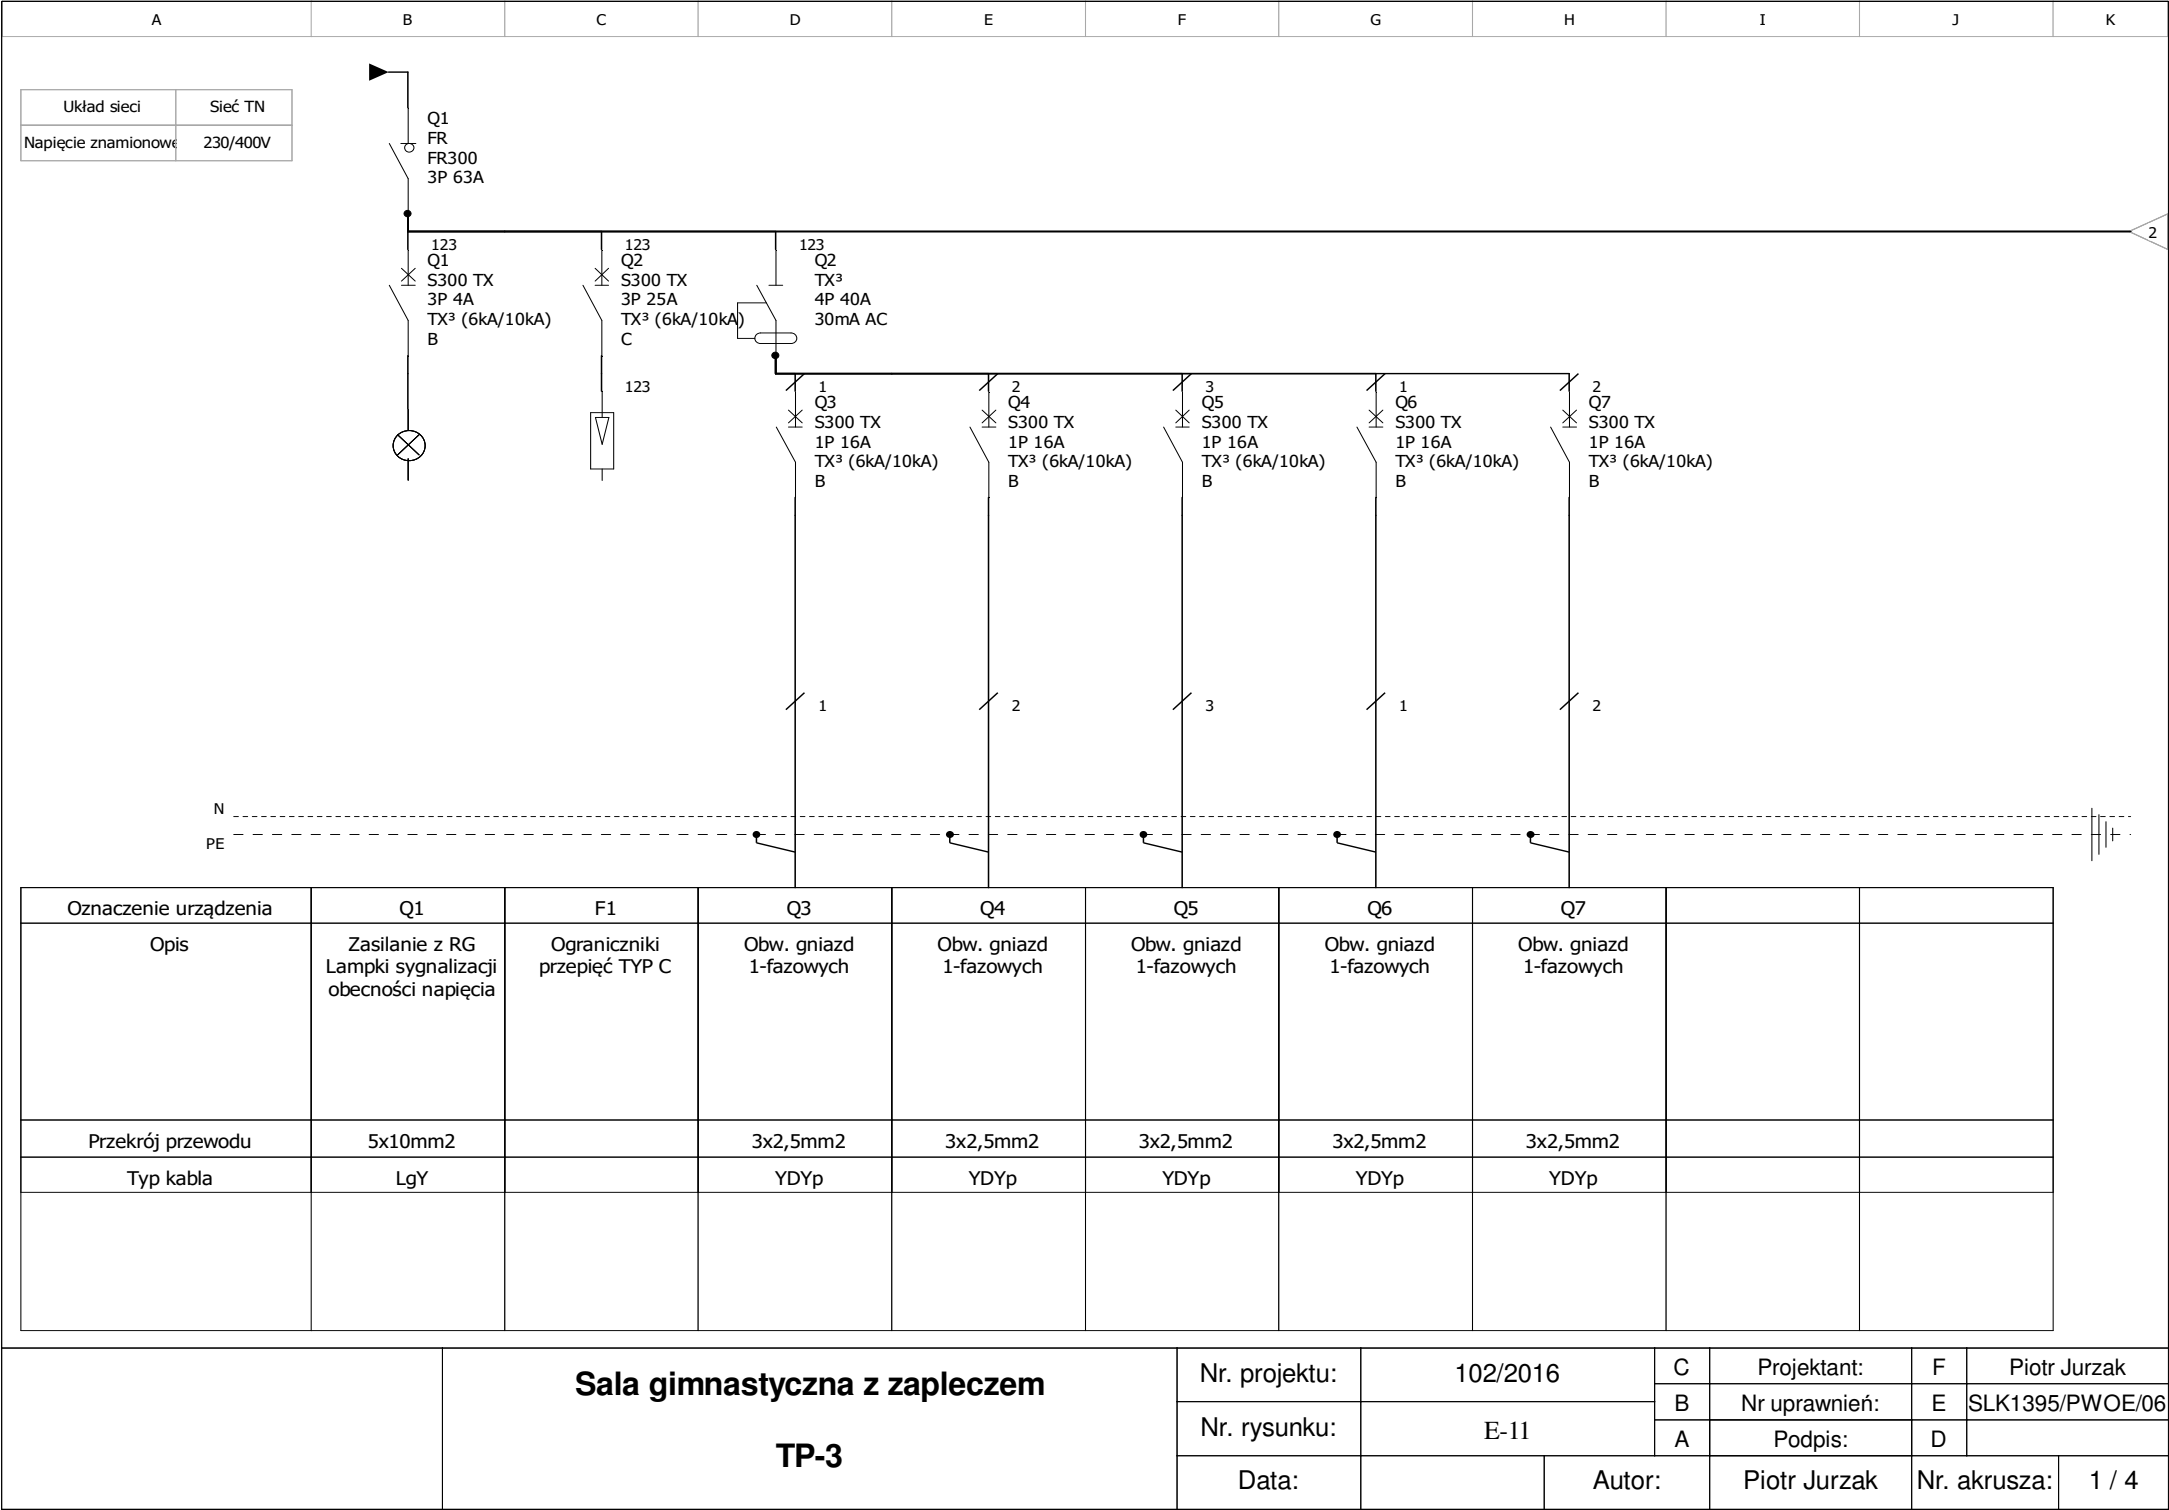 A B C D E F G H I J K
Układ sieci Sieć TN
Napięcie znamionowe 230/400V
Q1
FR
FR300
3P 63A
2
123
Q1
S300 TX
3P 4A
TX³ (6kA/10kA)
B
123
Q2
S300 TX
3P 25A
TX³ (6kA/10kA)
C
123
123
Q2
TX³
4P 40A
30mA AC
1
Q3
S300 TX
1P 16A
TX³ (6kA/10kA)
B
2
Q4
S300 TX
1P 16A
TX³ (6kA/10kA)
B
3
Q5
S300 TX
1P 16A
TX³ (6kA/10kA)
B
1
Q6
S300 TX
1P 16A
TX³ (6kA/10kA)
B
2
Q7
S300 TX
1P 16A
TX³ (6kA/10kA)
B
1 2 3 1 2
N
PE
Oznaczenie urządzenia Q1 F1 Q3 Q4 Q5 Q6 Q7
Opis
Zasilanie z RG
Lampki sygnalizacji
obecności napięcia
Ograniczniki
przepięć TYP C
Obw. gniazd
1-fazowych
Obw. gniazd
1-fazowych
Obw. gniazd
1-fazowych
Obw. gniazd
1-fazowych
Obw. gniazd
1-fazowych
Przekrój przewodu 5x10mm2 3x2,5mm2 3x2,5mm2 3x2,5mm2 3x2,5mm2 3x2,5mm2
Typ kabla LgY YDYp YDYp YDYp YDYp YDYp
Sala gimnastyczna z zapleczem
TP-3
Nr. projektu: 102/2016
Nr. rysunku: E-11
C Projektant: F Piotr Jurzak
B Nr uprawnień: E SLK1395/PWOE/06
A Podpis: D
Data: Autor: Piotr Jurzak Nr. akrusza: 1 / 4